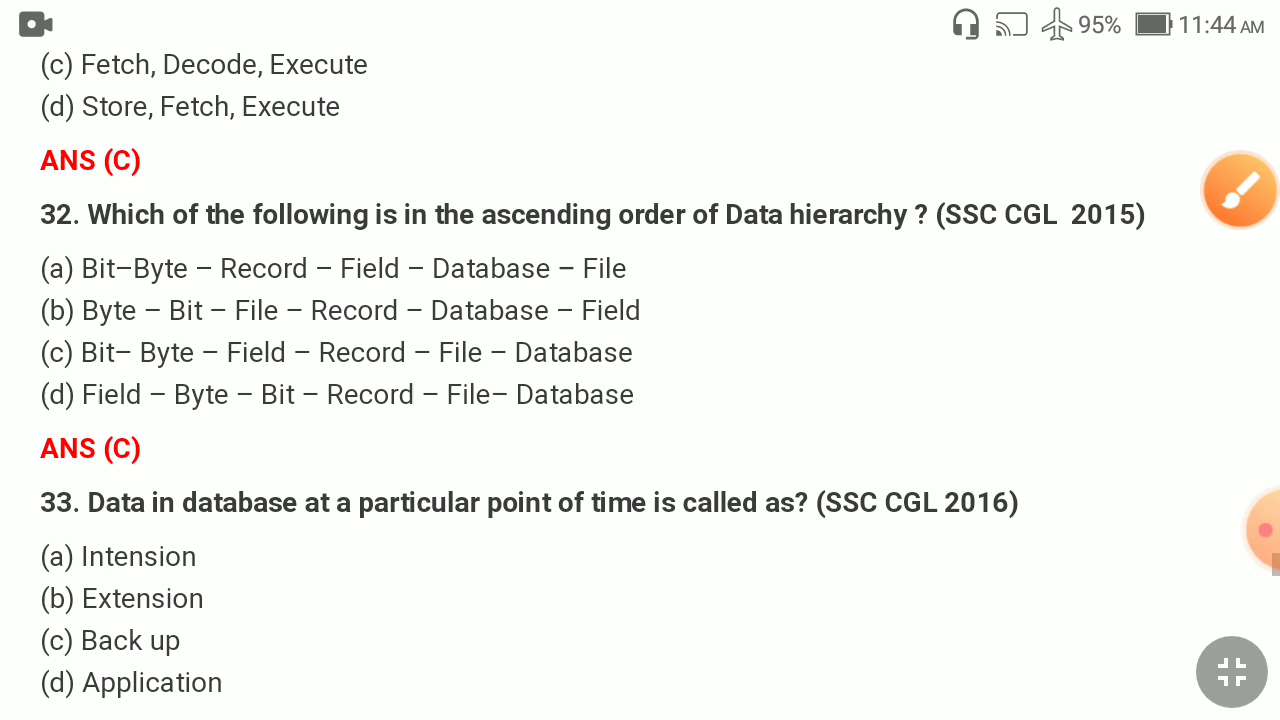 95% 11:44 AM
(c) Fetch, Decode, Execute
(d) Store, Fetch, Execute
ANS (C)
32. Which of the following is in the ascending order of Data hierarchy ? (SSC CGL  2015)
(a) Bit–Byte – Record – Field – Database – File
(b) Byte – Bit – File – Record – Database – Field
(c) Bit– Byte – Field – Record – File – Database
(d) Field – Byte – Bit – Record – File– Database
ANS (C)
33. Data in database at a particular point of time is called as? (SSC CGL 2016)
(a) Intension
(b) Extension
(c) Back up
(d) Application